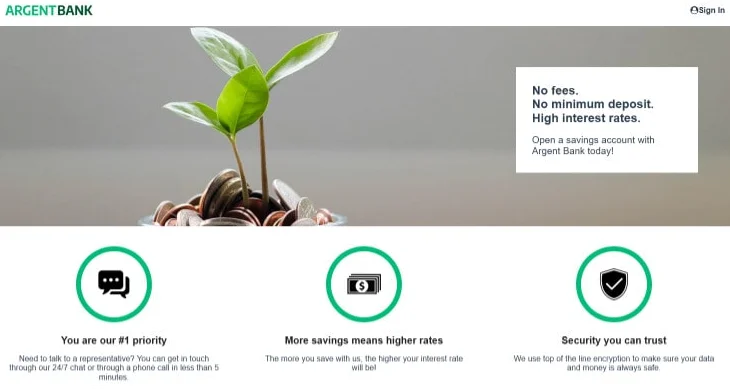 ARGENTBANK
Sign In
No fees.
No minimum deposit.
High interest rates.
Open a savings account with
Argent Bank today!
You are our #1 priority
Need to talk to a representative? You can get in touch
through our 24/7 chat or through a phone call in less than 5
minutes.
More savings means higher rates
The more you save with us, the higher your interest rate
will be!
Security you can trust
We use top of the line encryption to make sure your data
and money is always safe.